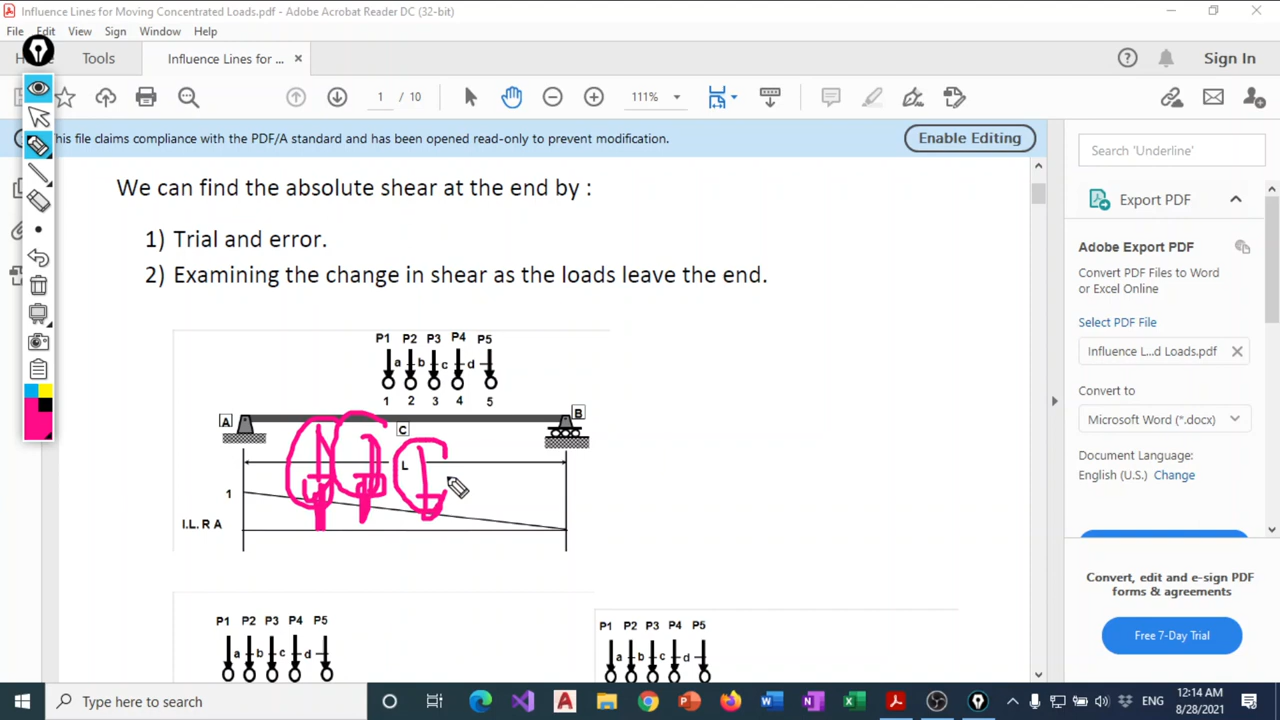 Influence Lines for Moving Concentrated Loads.pdf - Adobe Acrobat Reader DC (32-bit)
File Edit View Sign Window Help
Tools
Influence Lines for ...
Sign In
1 / 10
111%
his file claims compliance with the PDF/A standard and has been opened read-only to prevent modification.
Enable Editing
We can find the absolute shear at the end by :
1) Trial and error.
2) Examining the change in shear as the loads leave the end.
P1 P2 P3 P4 P5
a b c d
1 2 3 4 5
A B
C
L
1
I.L. R A
P1 P2 P3 P4 P5
a b c d
P1 P2 P3 P4 P5
a b c d
Search 'Underline'
Export PDF
Adobe Export PDF
Convert PDF Files to Word
or Excel Online
Select PDF File
Influence L...d Loads.pdf
Convert to
Microsoft Word (*.docx)
Document Language:
English (U.S.) Change
Convert, edit and e-sign PDF
forms & agreements
Free 7-Day Trial
Type here to search
ENG
12:14 AM
8/28/2021